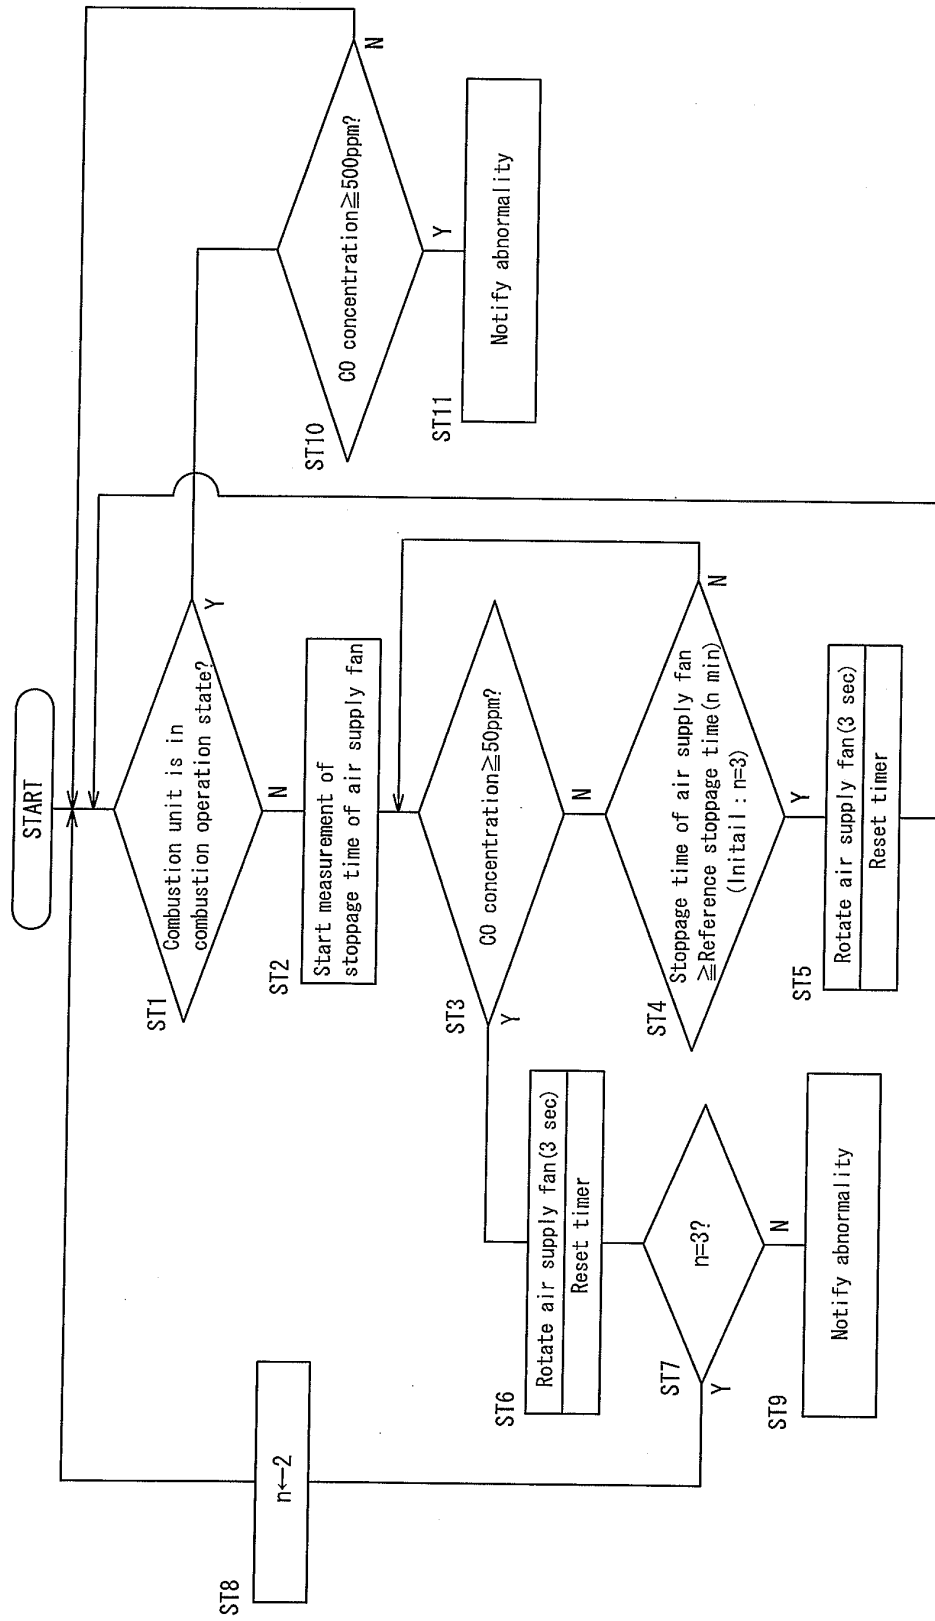 START
ST1
Combustion unit is in
combustion operation state?
Y
N
ST2
Start measurement of
stoppage time of air supply fan
ST3
CO concentration≧50ppm?
Y
N
ST4
Stoppage time of air supply fan
≧Reference stoppage time(n min)
(Initail : n=3)
N
Y
ST5
Rotate air supply fan(3 sec)
Reset timer
ST6
Rotate air supply fan(3 sec)
Reset timer
ST7
n=3?
Y
N
ST8
n←2
ST9
Notify abnormality
ST10
CO concentration≧500ppm?
N
Y
ST11
Notify abnormality